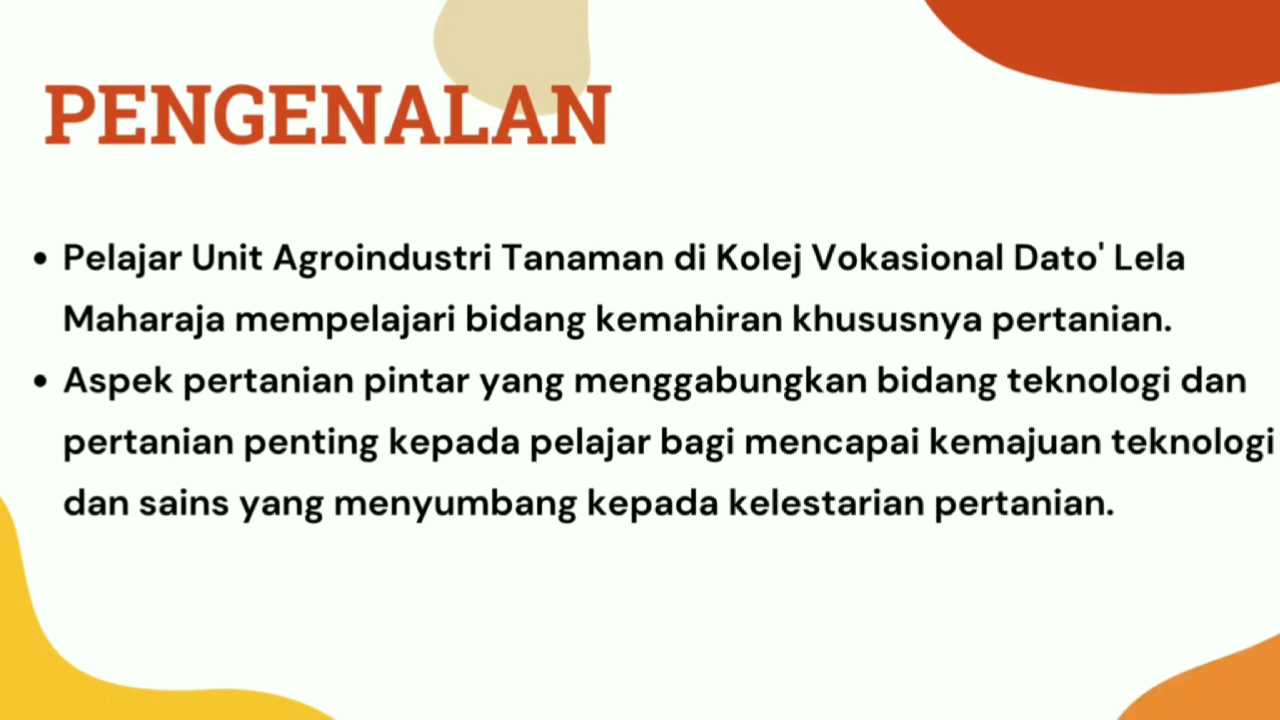 PENGENALAN
• Pelajar Unit Agroindustri Tanaman di Kolej Vokasional Dato' Lela
Maharaja mempelajari bidang kemahiran khususnya pertanian.
• Aspek pertanian pintar yang menggabungkan bidang teknologi dan
pertanian penting kepada pelajar bagi mencapai kemajuan teknologi
dan sains yang menyumbang kepada kelestarian pertanian.